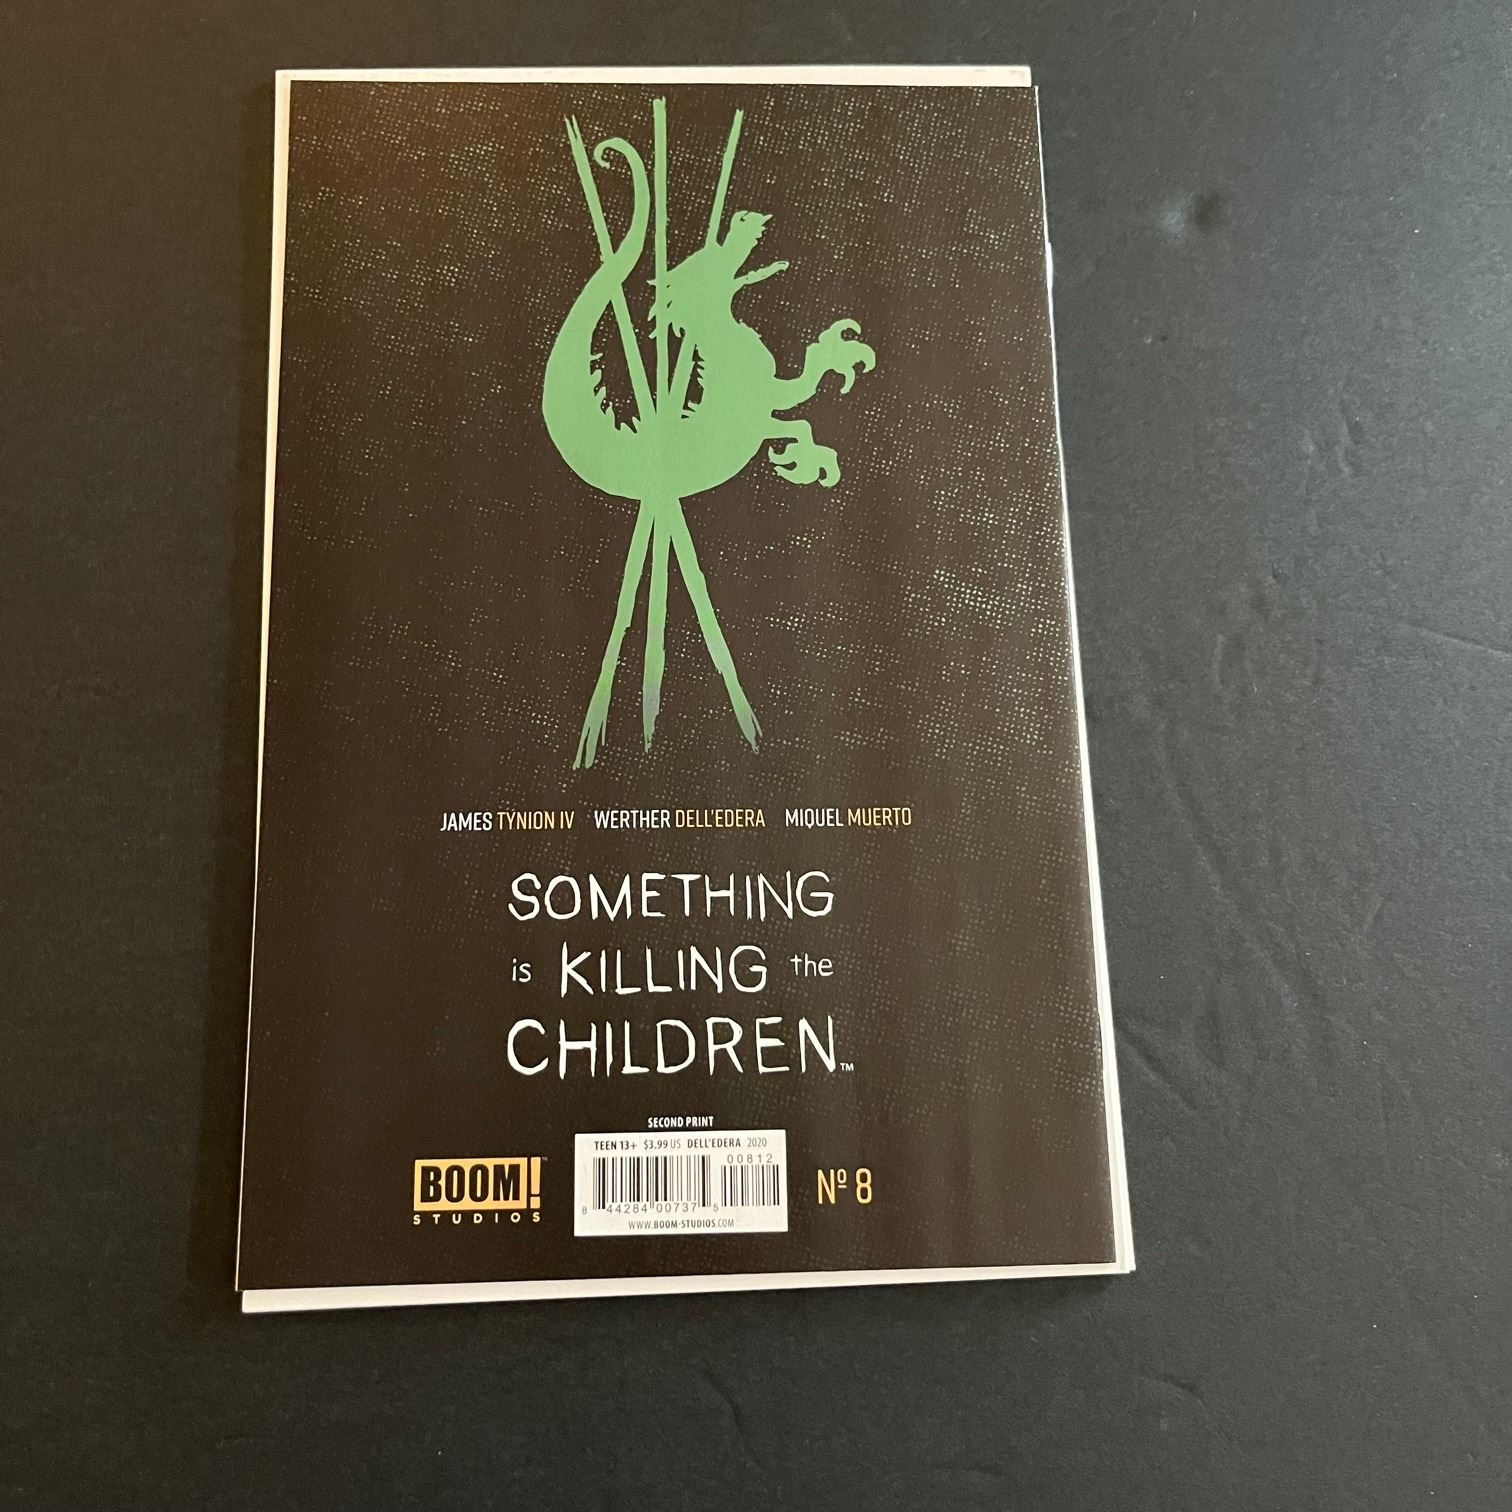 JAMES TYNION IV WERTHER DELL'EDERA MIQUEL MUERTO
SOMETHING
is KILLING the
CHILDREN™
SECOND PRINT
TEEN 13+ $3.99 US DELL'EDERA 2020
00812
8 44284 00737 5
WWW.BOOM-STUDIOS.COM
BOOM!™
STUDIOS
Nº 8